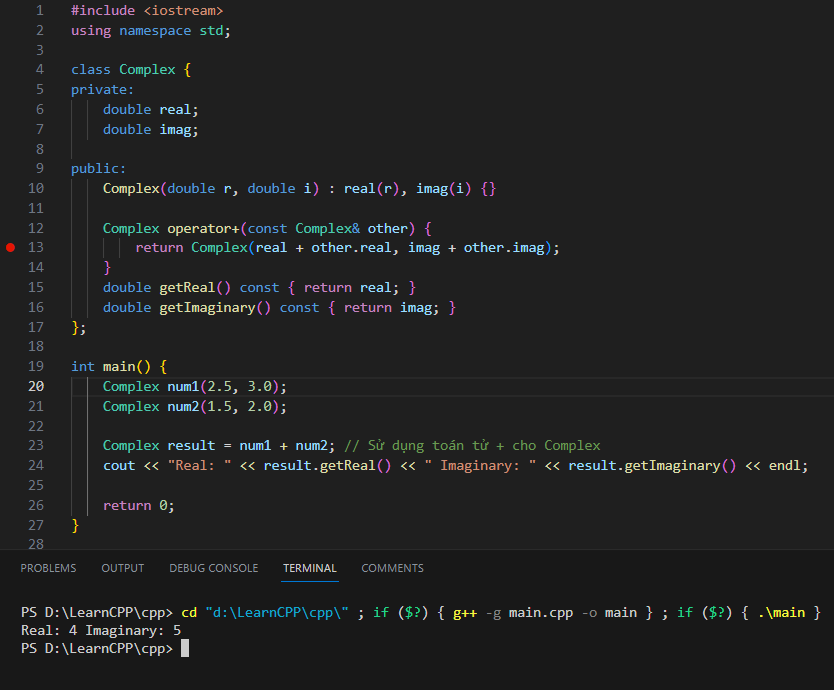 1 #include <iostream>
2 using namespace std;
3
4 class Complex {
5 private:
6     double real;
7     double imag;
8
9 public:
10     Complex(double r, double i) : real(r), imag(i) {}
11
12     Complex operator+(const Complex& other) {
13         return Complex(real + other.real, imag + other.imag);
14     }
15     double getReal() const { return real; }
16     double getImaginary() const { return imag; }
17 };
18
19 int main() {
20     Complex num1(2.5, 3.0);
21     Complex num2(1.5, 2.0);
22
23     Complex result = num1 + num2; // Sử dụng toán tử + cho Complex
24     cout << "Real: " << result.getReal() << " Imaginary: " << result.getImaginary() << endl;
25
26     return 0;
27 }
28
PROBLEMS OUTPUT DEBUG CONSOLE TERMINAL COMMENTS
PS D:\LearnCPP\cpp> cd "d:\LearnCPP\cpp\" ; if ($?) { g++ -g main.cpp -o main } ; if ($?) { .\main }
Real: 4 Imaginary: 5
PS D:\LearnCPP\cpp>